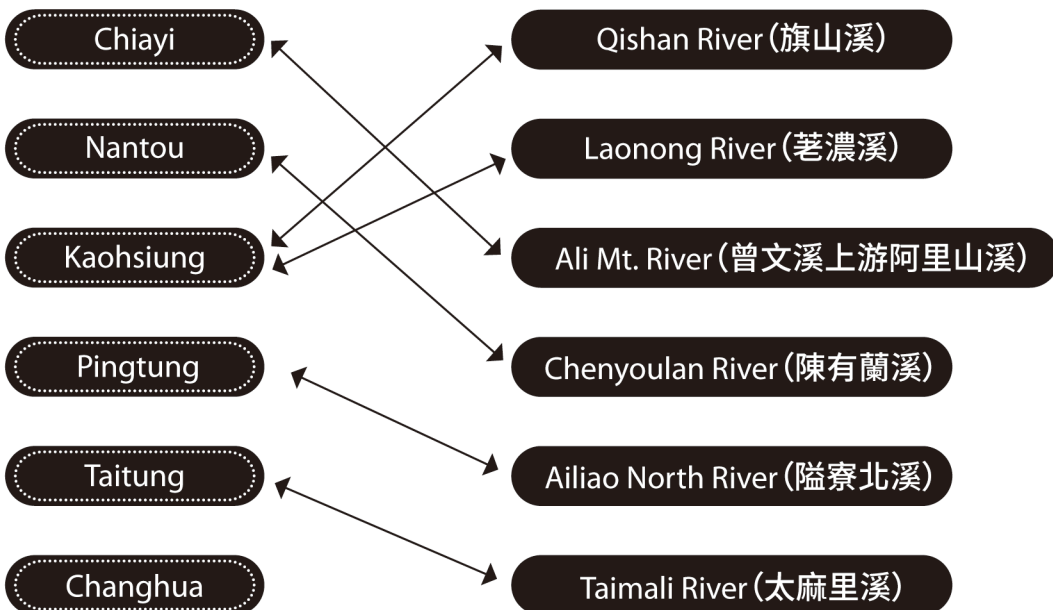 Chiayi
Qishan River (旗山溪)
Nantou
Laonong River (荖濃溪)
Kaohsiung
Ali Mt. River (曾文溪上游阿里山溪)
Pingtung
Chenyoulan River (陳有蘭溪)
Taitung
Ailiao North River (隘寮北溪)
Changhua
Taimali River (太麻里溪)